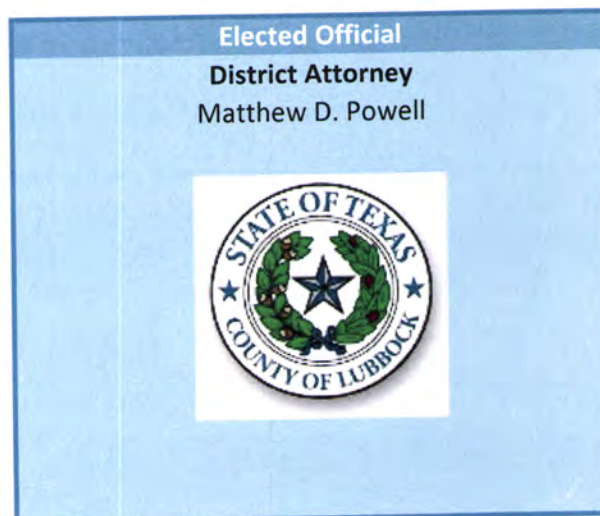 Elected Official
District Attorney
Matthew D. Powell
STATE OF TEXAS
COUNTY OF LUBBOCK